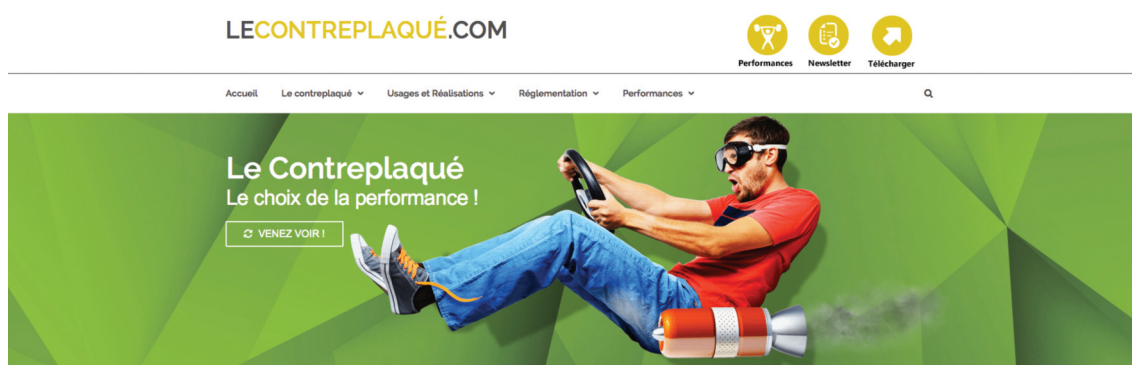 LECONTREPLAQUÉ.COM
Performances
Newsletter
Télécharger
Accueil
Le contreplaqué
Usages et Réalisations
Réglementation
Performances
Le Contreplaqué
Le choix de la performance !
VENEZ VOIR !